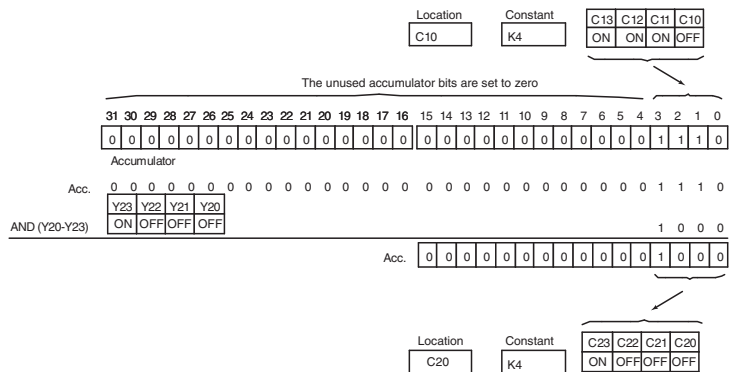 Location Constant C13 C12 C11 C10
C10 K4 ON ON ON OFF
The unused accumulator bits are set to zero
31 30 29 28 27 26 25 24 23 22 21 20 19 18 17 16 15 14 13 12 11 10 9 8 7 6 5 4 3 2 1 0
0 0 0 0 0 0 0 0 0 0 0 0 0 0 0 0 0 0 0 0 0 0 0 0 0 0 0 0 1 1 1 0
Accumulator
Acc. 0 0 0 0 0 0 0 0 0 0 0 0 0 0 0 0 0 0 0 0 0 0 0 0 0 0 0 0 1 1 1 0
Y23 Y22 Y21 Y20
AND (Y20-Y23) ON OFF OFF OFF 1 0 0 0
Acc. 0 0 0 0 0 0 0 0 0 0 0 0 1 0 0 0
Location Constant C23 C22 C21 C20
C20 K4 ON OFF OFF OFF